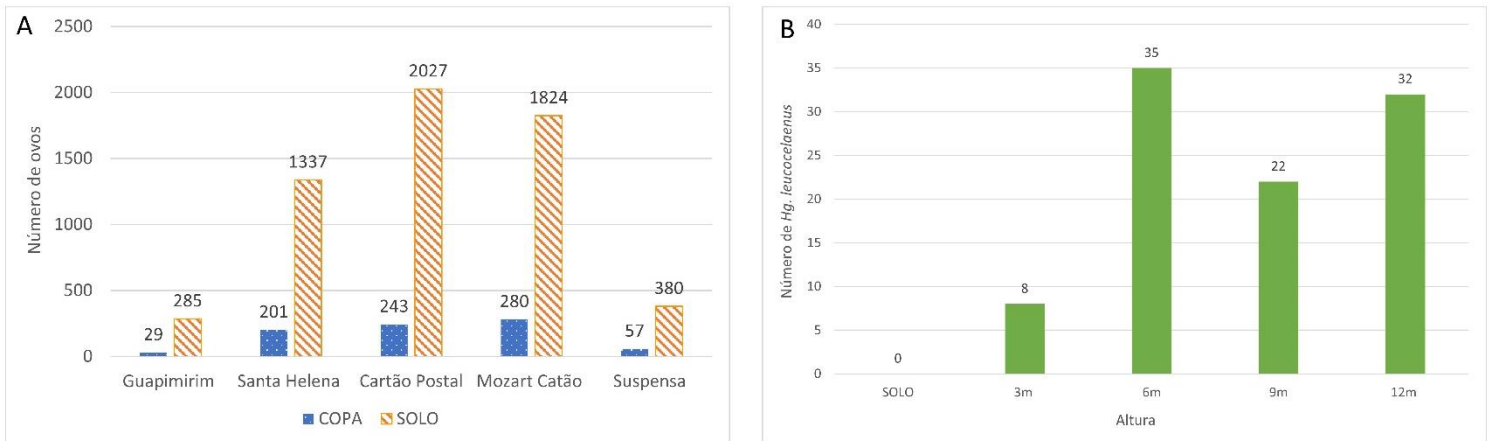 A
Número de ovos
2500
2000
1500
1000
500
0
29
285
201
1337
243
2027
280
1824
57
380
Guapimirim
Santa Helena
Cartão Postal
Mozart Catão
Suspensa
COPA
SOLO
B
Número de Hg. leucocelaenus
40
35
30
25
20
15
10
5
0
0
8
35
22
32
SOLO
3m
6m
9m
12m
Altura